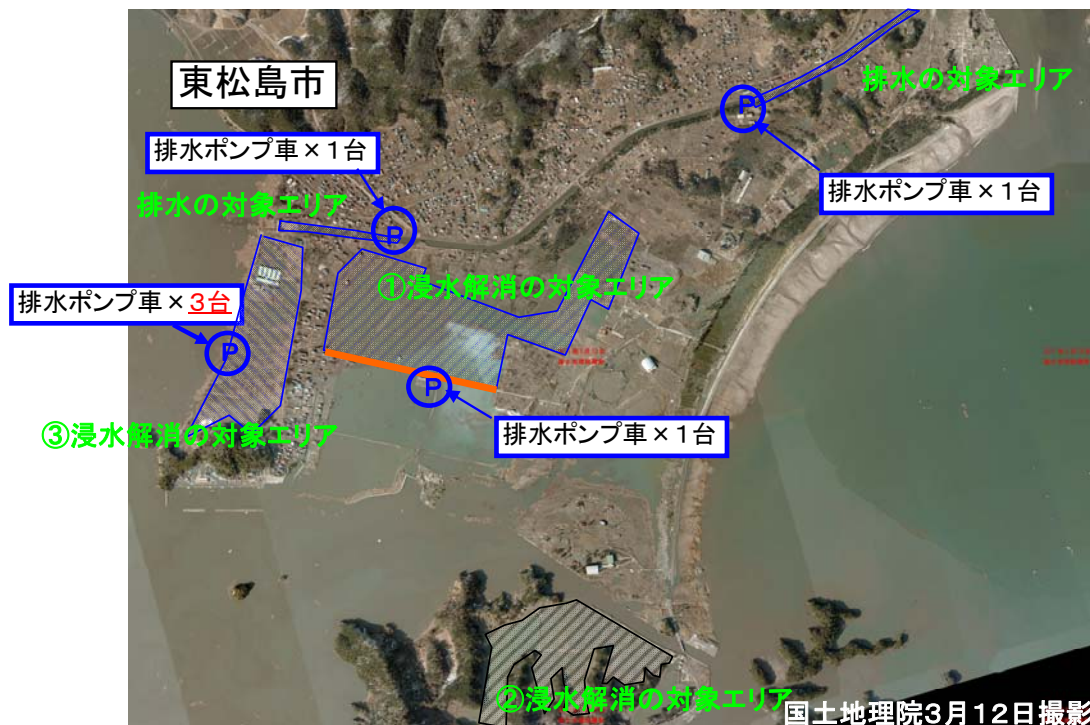 東松島市
排水の対象エリア
P
排水ポンプ車×1台
排水ポンプ車×1台
排水の対象エリア
P
①浸水解消の対象エリア
排水ポンプ車×3台
P
P
③浸水解消の対象エリア
排水ポンプ車×1台
②浸水解消の対象エリア
国土地理院3月12日撮影